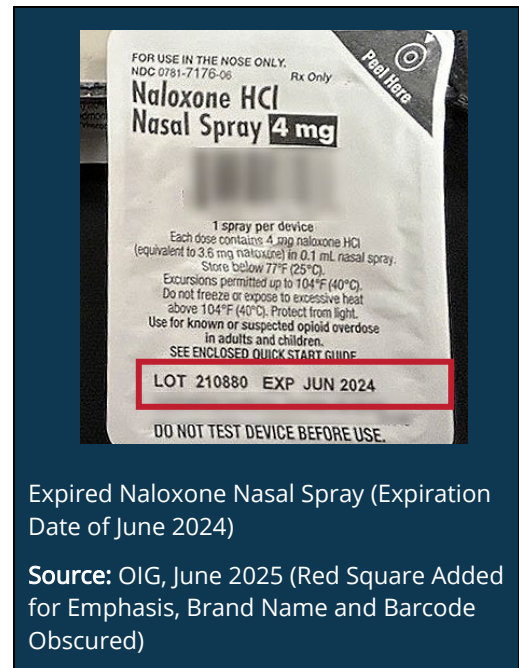 FOR USE IN THE NOSE ONLY.
NDC 0781-7176-06 Rx Only
Peel Here
Naloxone HCl
Nasal Spray 4 mg
1 spray per device
Each dose contains 4 mg naloxone HCl
(equivalent to 3.6 mg naloxone) in 0.1 mL nasal spray.
Store below 77°F (25°C).
Excursions permitted up to 104°F (40°C).
Do not freeze or expose to excessive heat
above 104°F (40°C). Protect from light.
Use for known or suspected opioid overdose
in adults and children.
SEE ENCLOSED QUICK START GUIDE
LOT 210880 EXP JUN 2024
DO NOT TEST DEVICE BEFORE USE.
Expired Naloxone Nasal Spray (Expiration
Date of June 2024)
Source: OIG, June 2025 (Red Square Added
for Emphasis, Brand Name and Barcode
Obscured)